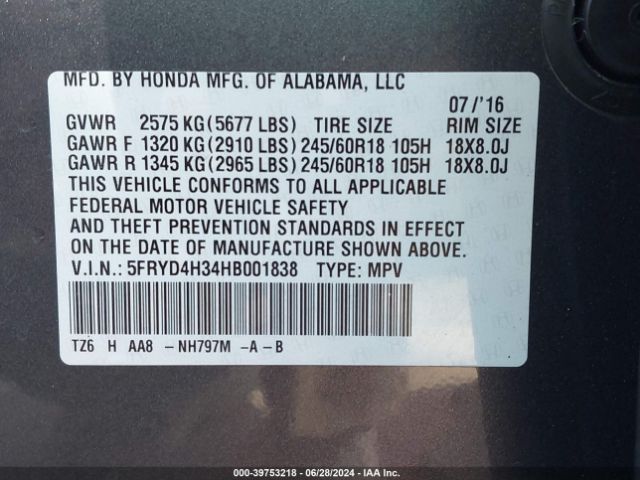 MFD. BY HONDA MFG. OF ALABAMA, LLC
07/'16
GVWR 2575 KG(5677 LBS) TIRE SIZE RIM SIZE
GAWR F 1320 KG(2910 LBS) 245/60R18 105H 18X8.0J
GAWR R 1345 KG(2965 LBS) 245/60R18 105H 18X8.0J
THIS VEHICLE CONFORMS TO ALL APPLICABLE
FEDERAL MOTOR VEHICLE SAFETY
AND THEFT PREVENTION STANDARDS IN EFFECT
ON THE DATE OF MANUFACTURE SHOWN ABOVE.
V.I.N.: 5FRYD4H34HB001838 TYPE: MPV
TZ6 H AA8 -NH797M -A-B
000-39753218 - 06/28/2024 - IAA Inc.